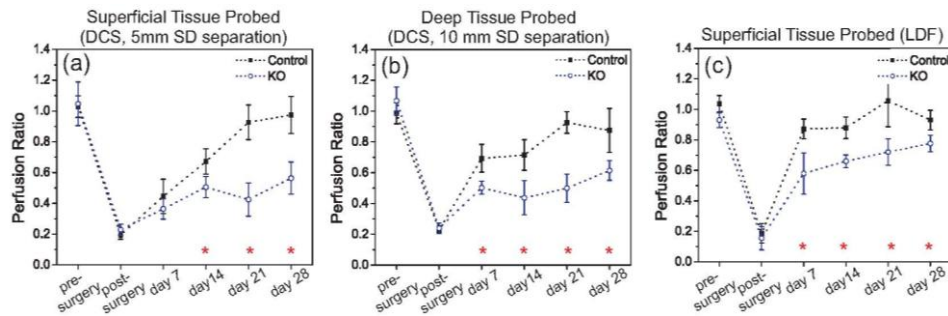 Superficial Tissue Probed
(DCS, 5mm SD separation)
(a)
Control
KO
Perfusion Ratio
1.4
1.2
1.0
0.8
0.6
0.4
0.2
0.0
* * *
pre-surgery
post-surgery
day 7
day14
day 21
day 28
Deep Tissue Probed
(DCS, 10 mm SD separation)
(b)
Control
KO
Perfusion Ratio
1.4
1.2
1.0
0.8
0.6
0.4
0.2
0.0
* * * *
pre-surgery
post-surgery
day 7
day 14
day 21
day 28
Superficial Tissue Probed (LDF)
(c)
Control
KO
Perfusion Ratio
1.4
1.2
1.0
0.8
0.6
0.4
0.2
0.0
* * * *
pre-surgery
post-surgery
day 7
day 14
day 21
day 28